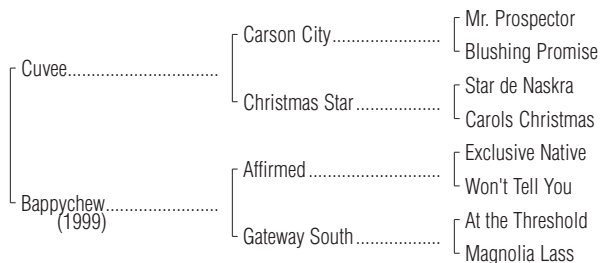 Mr. Prospector
Carson City......................
Blushing Promise
Cuvee...............................
Star de Naskra
Christmas Star.................
Carols Christmas
Exclusive Native
Affirmed...........................
Won't Tell You
Bappychew.......................
(1999)
At the Threshold
Gateway South.................
Magnolia Lass